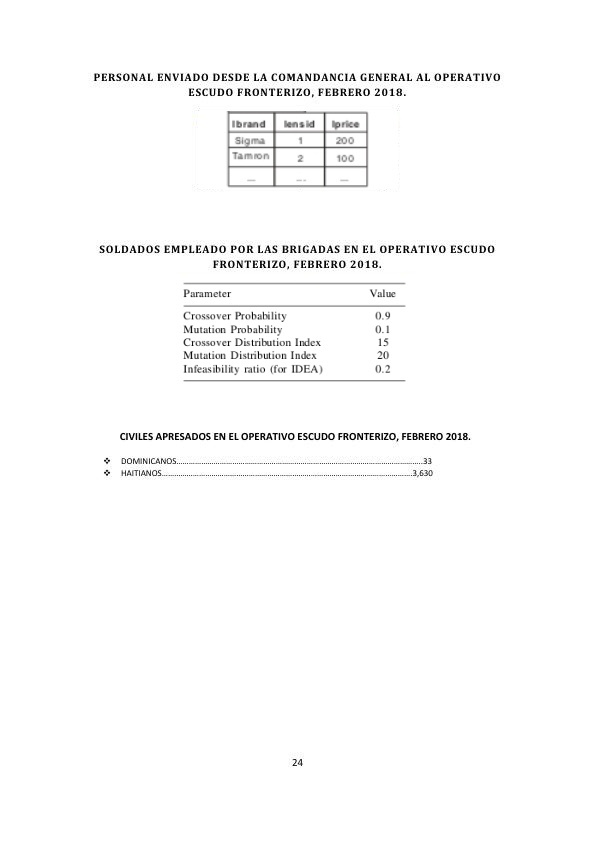 PERSONAL ENVIADO DESDE LA COMANDANCIA GENERAL AL OPERATIVO
ESCUDO FRONTERIZO, FEBRERO 2018.
lbrand lensid lprice
Sigma 1 200
Tamron 2 100
... ... ...
SOLDADOS EMPLEADO POR LAS BRIGADAS EN EL OPERATIVO ESCUDO
FRONTERIZO, FEBRERO 2018.
Parameter Value
Crossover Probability 0.9
Mutation Probability 0.1
Crossover Distribution Index 15
Mutation Distribution Index 20
Infeasibility ratio (for IDEA) 0.2
CIVILES APRESADOS EN EL OPERATIVO ESCUDO FRONTERIZO, FEBRERO 2018.
❖ DOMINICANOS……………………………………………………………………………………………33
❖ HAITIANOS………………………………………………………………………………………………3,630
24